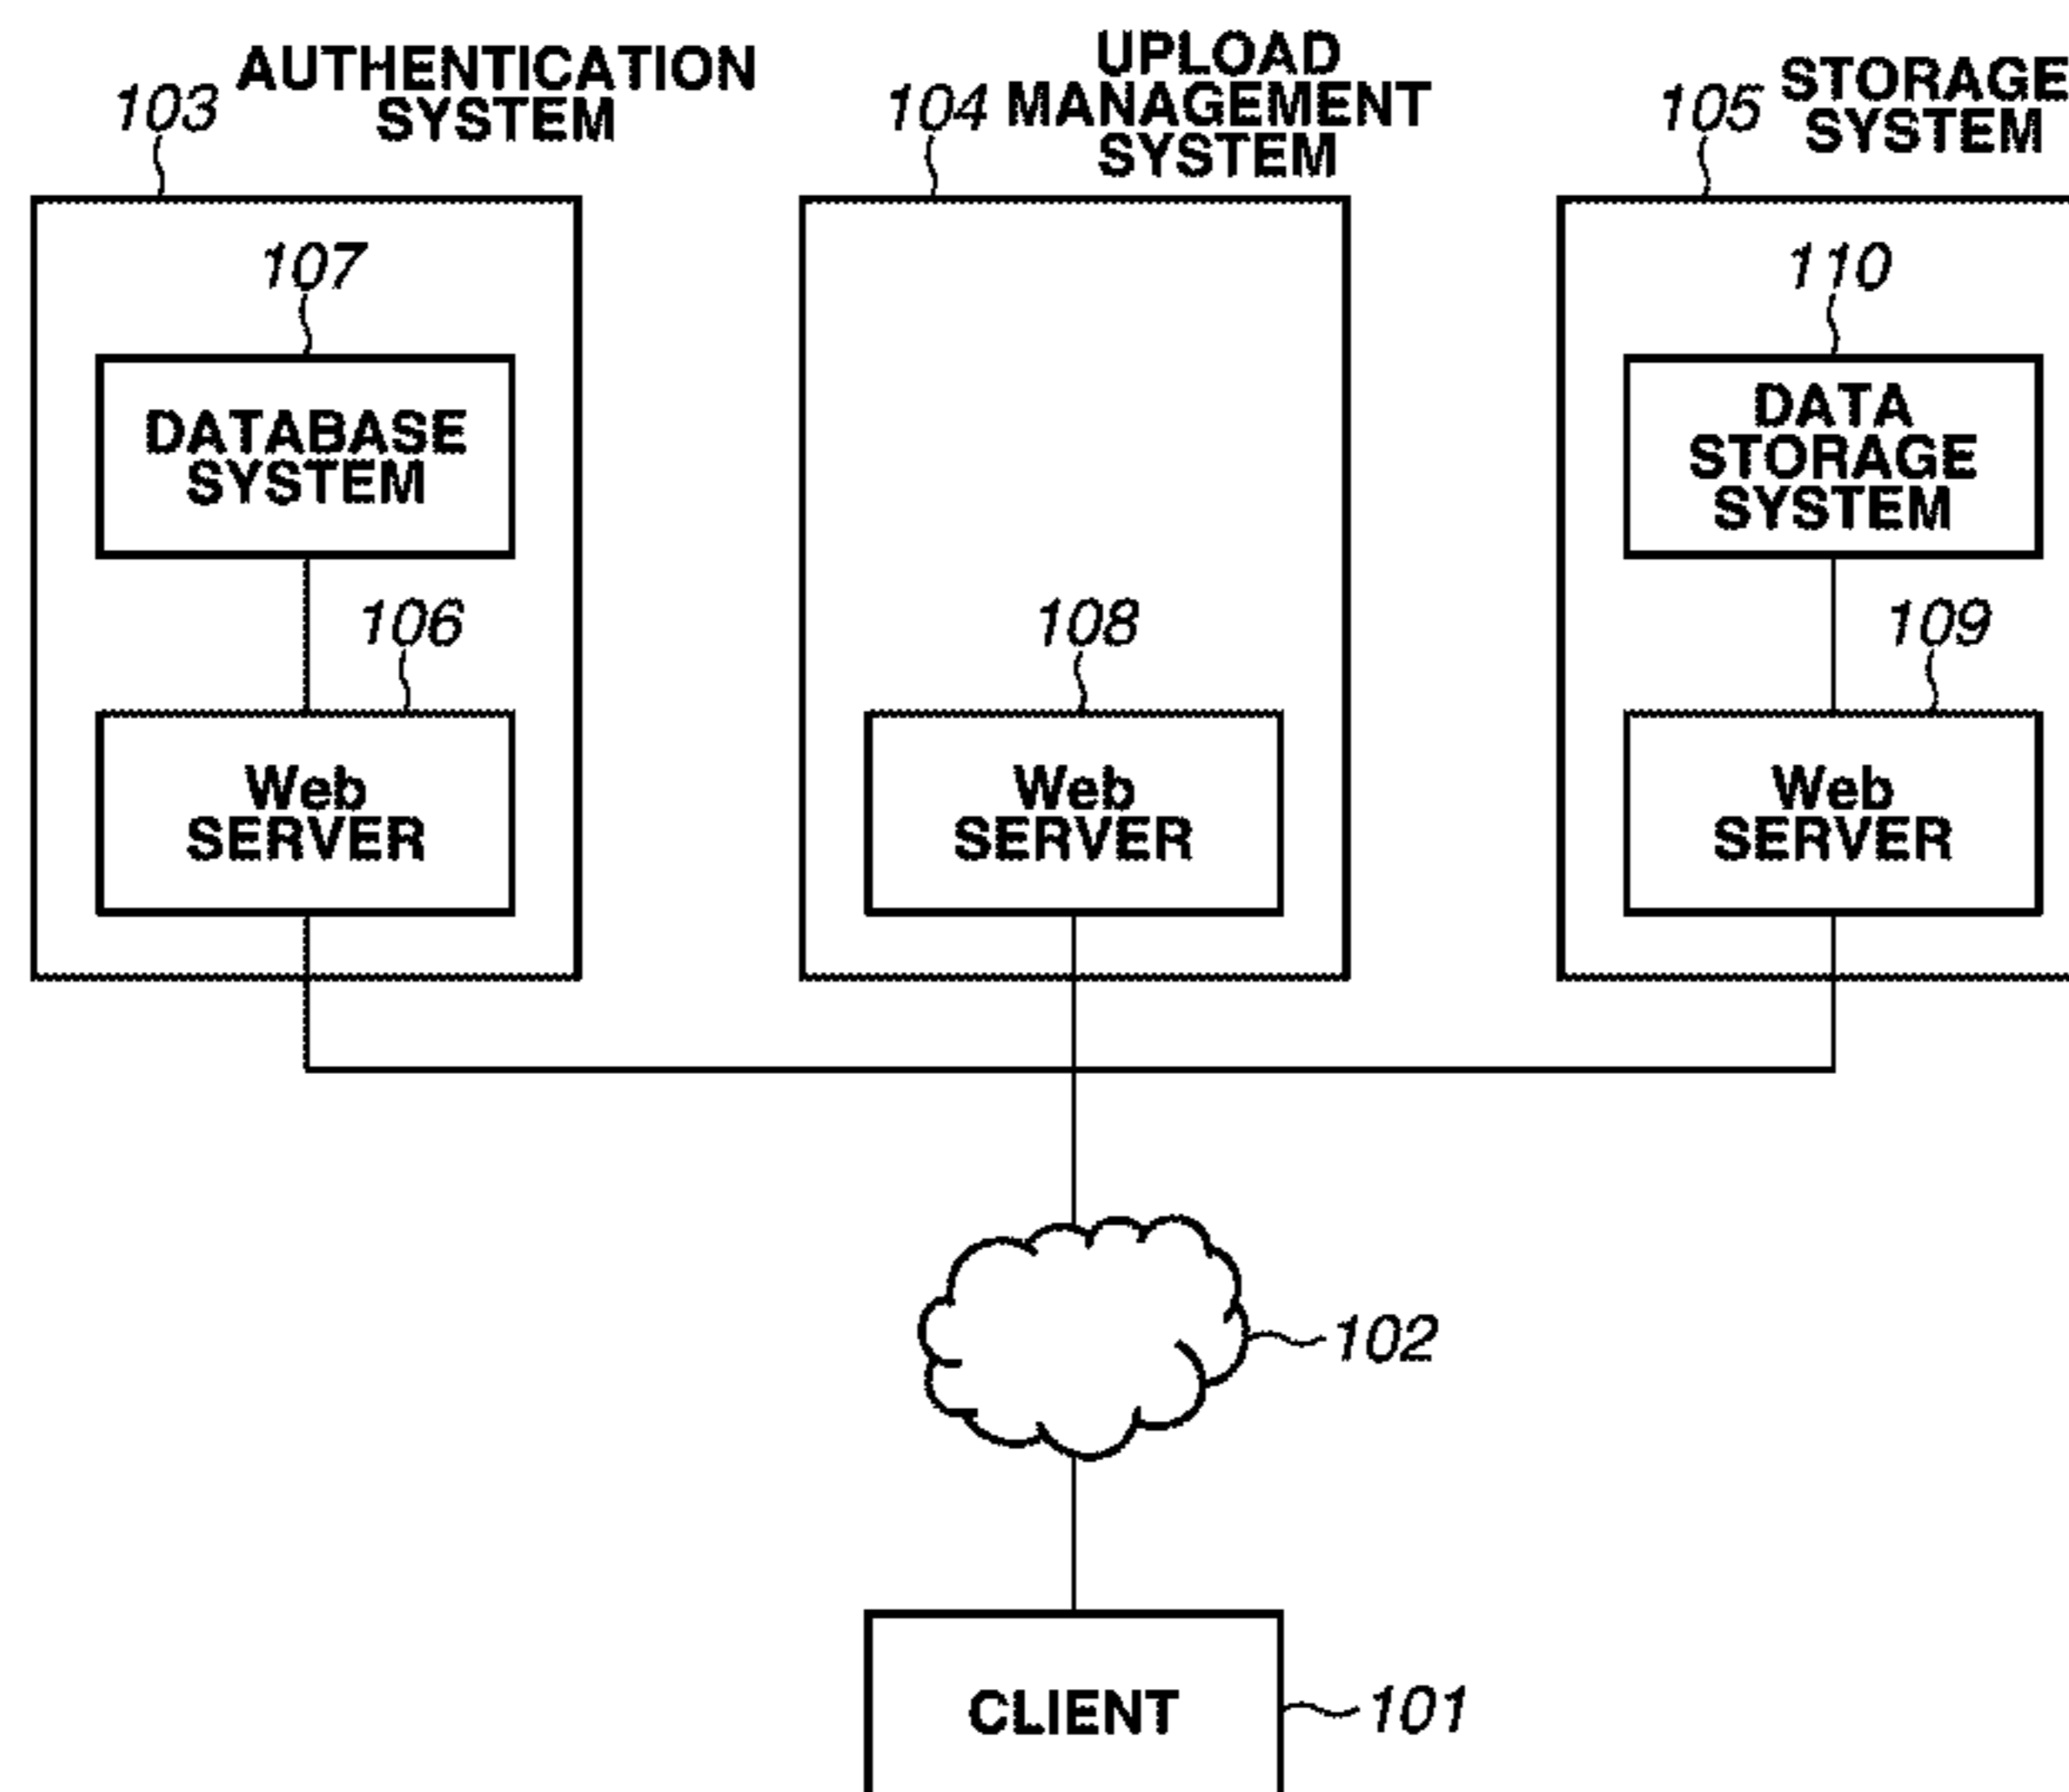 103
AUTHENTICATION
SYSTEM
104
UPLOAD
MANAGEMENT
SYSTEM
105
STORAGE
SYSTEM
107
DATABASE
SYSTEM
106
Web
SERVER
108
Web
SERVER
110
DATA
STORAGE
SYSTEM
109
Web
SERVER
102
CLIENT
101